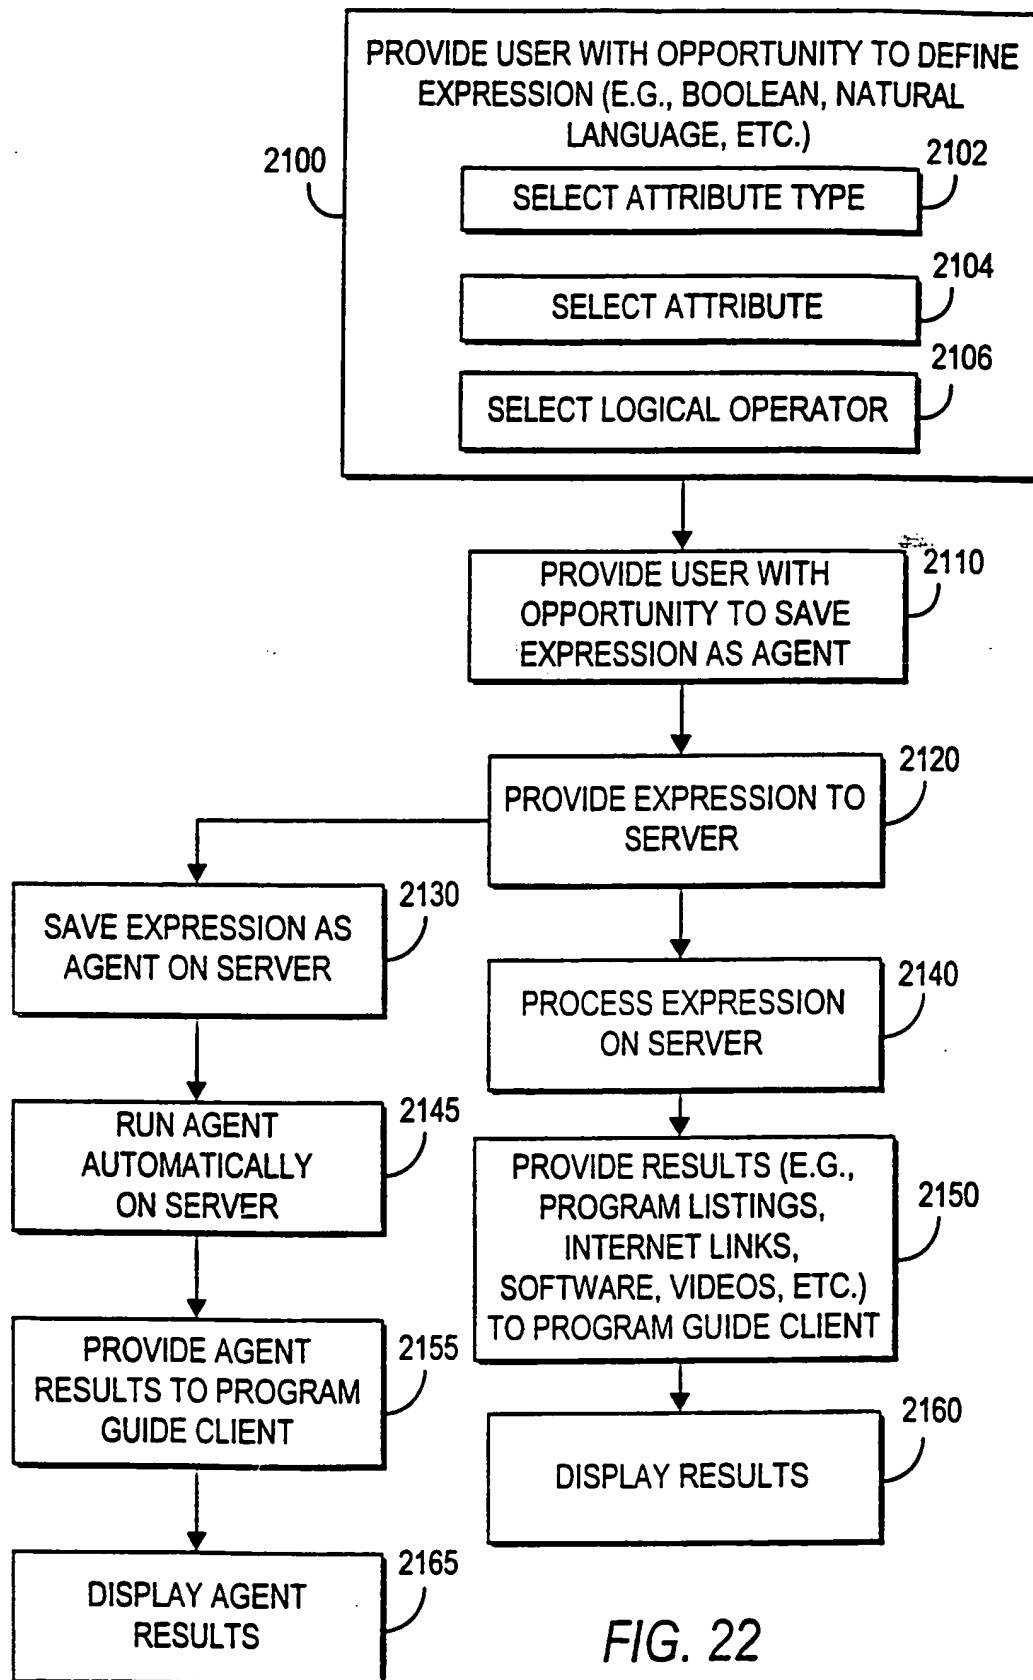 PROVIDE USER WITH OPPORTUNITY TO DEFINE
EXPRESSION (E.G., BOOLEAN, NATURAL
LANGUAGE, ETC.)
2100
2102
SELECT ATTRIBUTE TYPE
2104
SELECT ATTRIBUTE
2106
SELECT LOGICAL OPERATOR
2110
PROVIDE USER WITH
OPPORTUNITY TO SAVE
EXPRESSION AS AGENT
2120
PROVIDE EXPRESSION TO
SERVER
2130
SAVE EXPRESSION AS
AGENT ON SERVER
2140
PROCESS EXPRESSION
ON SERVER
2145
RUN AGENT
AUTOMATICALLY
ON SERVER
2150
PROVIDE RESULTS (E.G.,
PROGRAM LISTINGS,
INTERNET LINKS,
SOFTWARE, VIDEOS, ETC.)
TO PROGRAM GUIDE CLIENT
2155
PROVIDE AGENT
RESULTS TO PROGRAM
GUIDE CLIENT
2160
DISPLAY RESULTS
2165
DISPLAY AGENT
RESULTS
FIG. 22